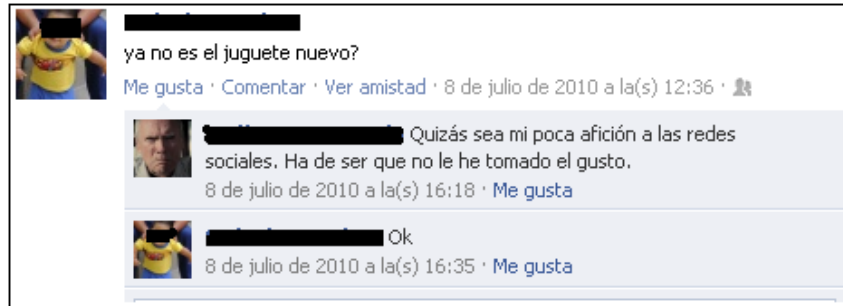 ya no es el juguete nuevo?
Me gusta · Comentar · Ver amistad · 8 de julio de 2010 a la(s) 12:36 ·
Quizás sea mi poca afición a las redes
sociales. Ha de ser que no le he tomado el gusto.
8 de julio de 2010 a la(s) 16:18 · Me gusta
Ok
8 de julio de 2010 a la(s) 16:35 · Me gusta